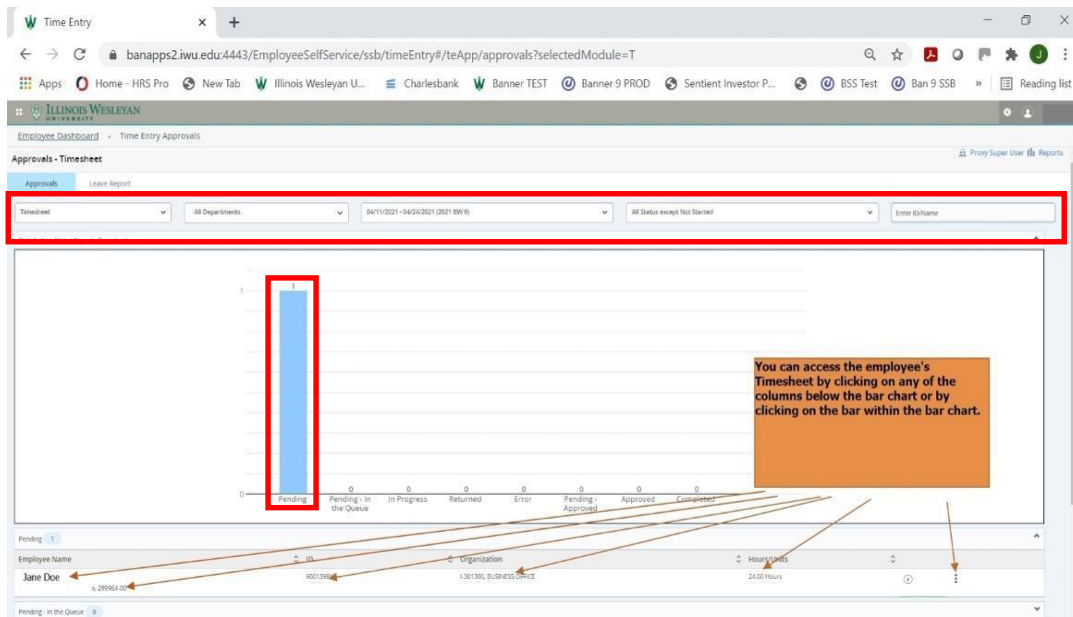 Time Entry
banapps2.iwu.edu:4443/EmployeeSelfService/ssb/timeEntry#/teApp/approvals?selectedModule=T
Apps Home - HRS Pro New Tab Illinois Wesleyan U... Charlesbank Banner TEST Banner 9 PROD Sentient Investor P... BSS Test Ban 9 SSB » Reading list
ILLINOIS WESLEYAN
UNIVERSITY
Employee Dashboard • Time Entry Approvals
Approvals - Timesheet
Proxy Super User Reports
Approvals Leave Report
Timesheet All Departments 04/11/2021 - 04/24/2021 (2021 BW 9) All Status except Not Started Enter ID/Name
1
1
You can access the employee's
Timesheet by clicking on any of the
columns below the bar chart or by
clicking on the bar within the bar chart.
0 0 0 0 0 0 0 0
Pending Pending - In the Queue In Progress Returned Error Pending - Approved Approved Completed
Pending 1
Employee Name ID Organization Hours/Units
Jane Doe BUSINESS OFFICE 24.00 Hours
299964-00
Pending - In the Queue 0